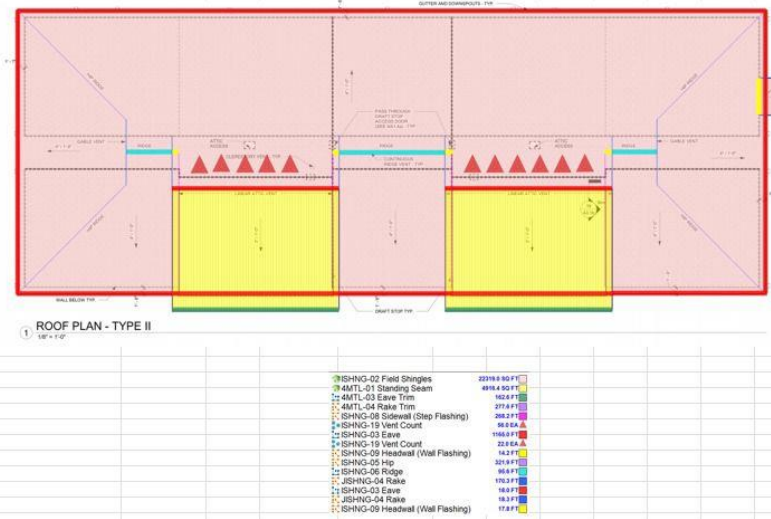 GUTTER AND DOWNSPOUTS - TYP.
HIP RIDGE
HIP RIDGE
PASS THROUGH
DRAFT STOP
ACCESS DOOR
GABLE VENT
RIDGE
ATTIC
ACCESS
CLERESTORY VENT - TYP.
RIDGE
CONTINUOUS
RIDGE VENT - TYP.
ATTIC
ACCESS
RIDGE
GABLE VENT
LINEAR ATTIC VENT
LINEAR ATTIC VENT
HIP RIDGE
HIP RIDGE
WALL BELOW TYP.
DRAFT STOP TYP.
1 ROOF PLAN - TYPE II
1/8" = 1'-0"
ISHNG-02 Field Shingles 22319.0 SQ FT
4MTL-01 Standing Seam 4916.4 SQ FT
4MTL-03 Eave Trim 162.6 FT
4MTL-04 Rake Trim 277.6 FT
ISHNG-08 Sidewall (Step Flashing) 268.2 FT
ISHNG-19 Vent Count 56.0 EA
ISHNG-03 Eave 1165.0 FT
ISHNG-19 Vent Count 22.0 EA
ISHNG-09 Headwall (Wall Flashing) 14.2 FT
ISHNG-05 Hip 321.9 FT
ISHNG-06 Ridge 95.6 FT
JISHNG-04 Rake 170.3 FT
ISHNG-03 Eave 16.0 FT
JISHNG-04 Rake 18.3 FT
ISHNG-09 Headwall (Wall Flashing) 17.8 FT